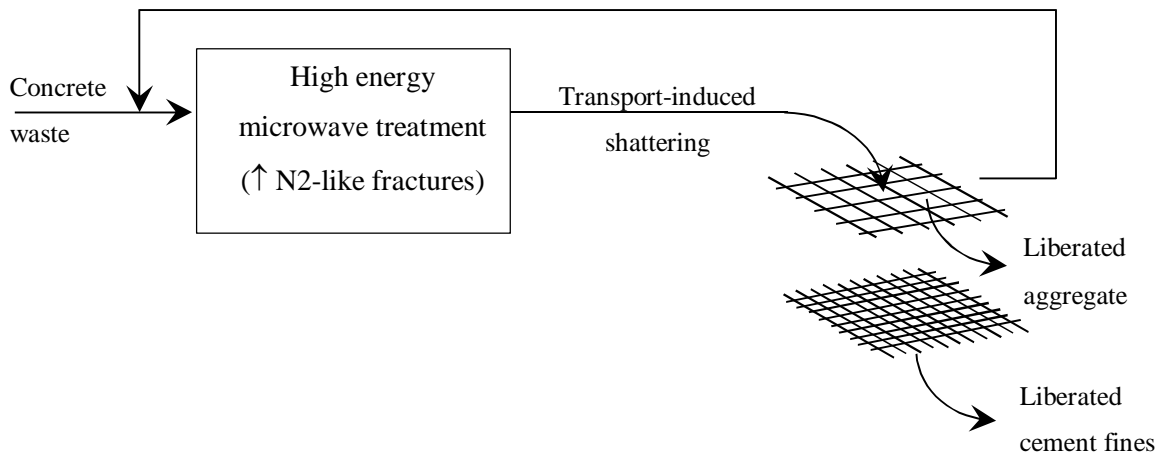 Concrete
waste
High energy
microwave treatment
(↑ N2-like fractures)
Transport-induced
shattering
Liberated
aggregate
Liberated
cement fines